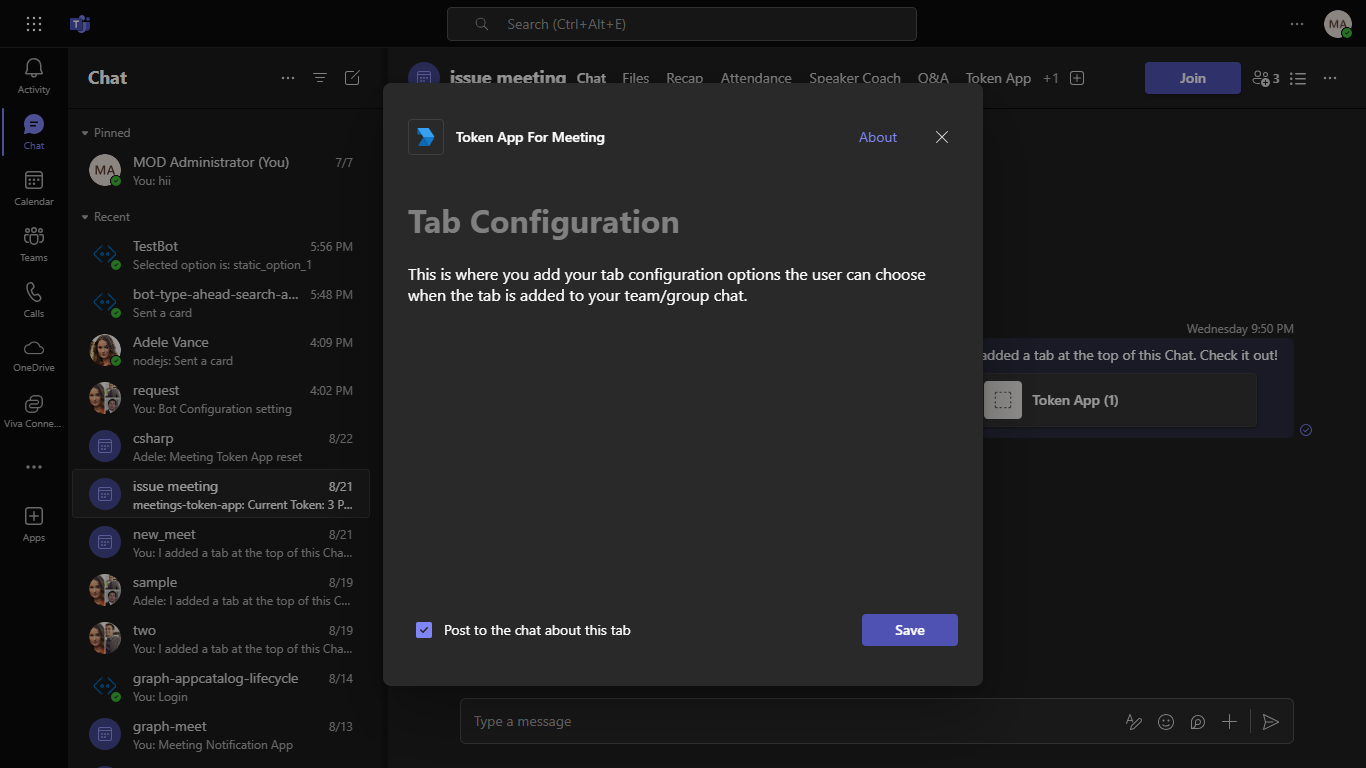 Search (Ctrl+Alt+E)
MA
Activity
Chat
Calendar
Teams
Calls
OneDrive
Viva Conne...
Apps
Chat
Pinned
MA
MOD Administrator (You)
7/7
You: hii
Recent
TestBot
5:56 PM
Selected option is: static_option_1
bot-type-ahead-search-a...
5:48 PM
Sent a card
Adele Vance
4:09 PM
nodejs: Sent a card
request
4:02 PM
You: Bot Configuration setting
csharp
8/22
Adele: Meeting Token App reset
issue meeting
8/21
meetings-token-app: Current Token: 3 P...
new_meet
8/21
You: I added a tab at the top of this Cha...
sample
8/19
Adele: I added a tab at the top of this C...
two
8/19
You: I added a tab at the top of this Cha...
graph-appcatalog-lifecycle
8/14
You: Login
graph-meet
8/13
You: Meeting Notification App
issue meeting Chat Files Recap Attendance Speaker Coach Q&A Token App +1
Join
3
Token App For Meeting
About
Tab Configuration
This is where you add your tab configuration options the user can choose
when the tab is added to your team/group chat.
Post to the chat about this tab
Save
Wednesday 9:50 PM
added a tab at the top of this Chat. Check it out!
Token App (1)
Type a message